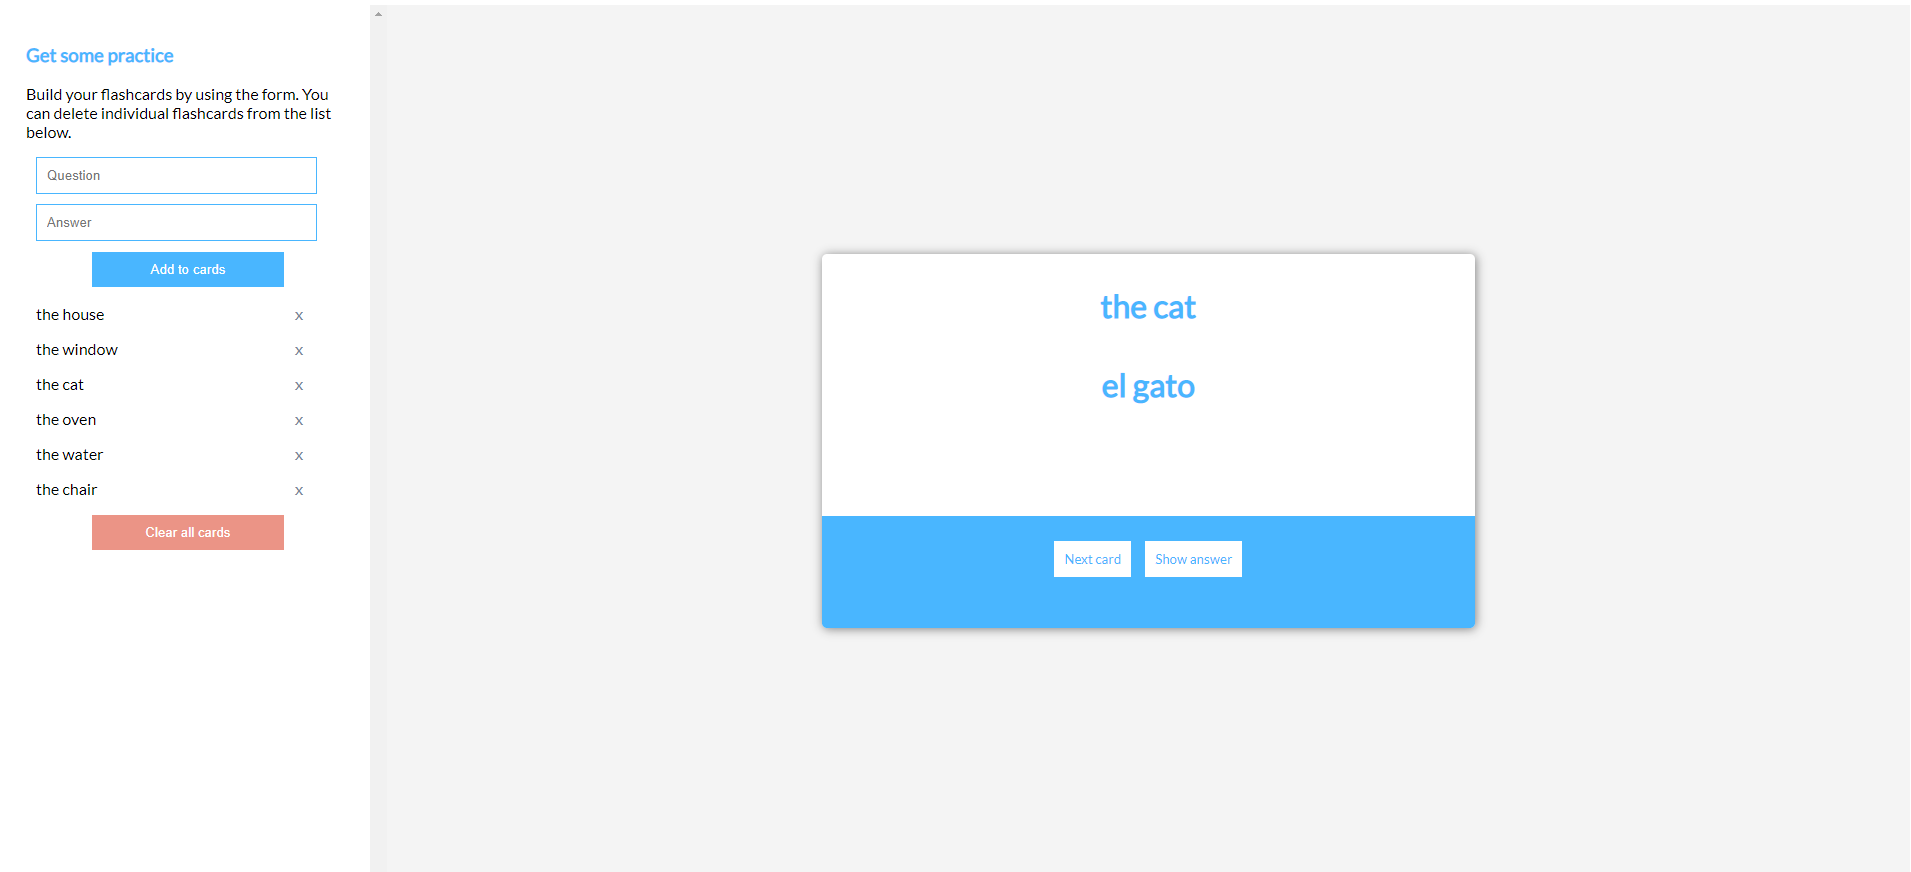 Get some practice
Build your flashcards by using the form. You
can delete individual flashcards from the list
below.
Question
Answer
Add to cards
the house x
the window x
the cat x
the oven x
the water x
the chair x
Clear all cards
the cat
el gato
Next card Show answer